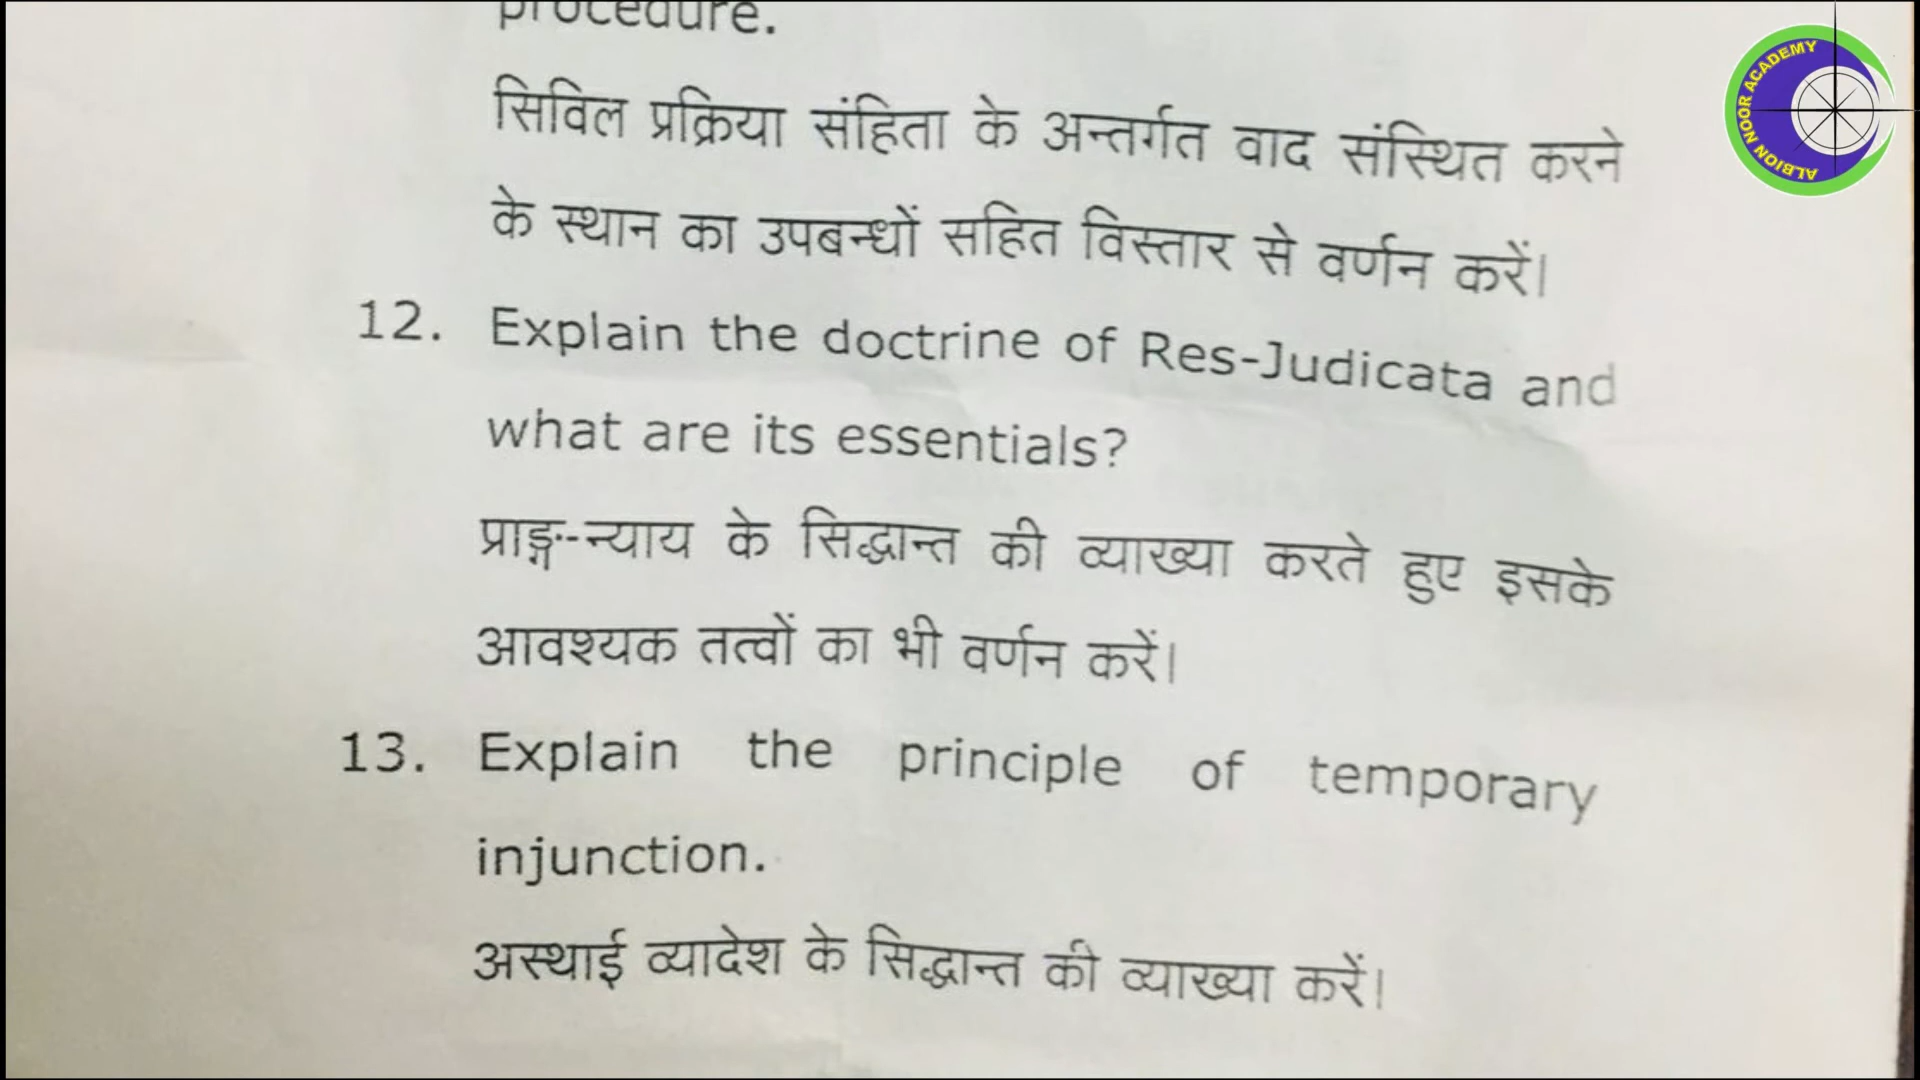 procedure.
सिविल प्रक्रिया संहिता के अन्तर्गत वाद संस्थित करने
के स्थान का उपबन्धों सहित विस्तार से वर्णन करें।
12. Explain the doctrine of Res-Judicata and
what are its essentials?
प्राङ्ग-न्याय के सिद्धान्त की व्याख्या करते हुए इसके
आवश्यक तत्वों का भी वर्णन करें।
13. Explain the principle of temporary
injunction.
अस्थाई व्यादेश के सिद्धान्त की व्याख्या करें।
ALBION NOOR ACADEMY